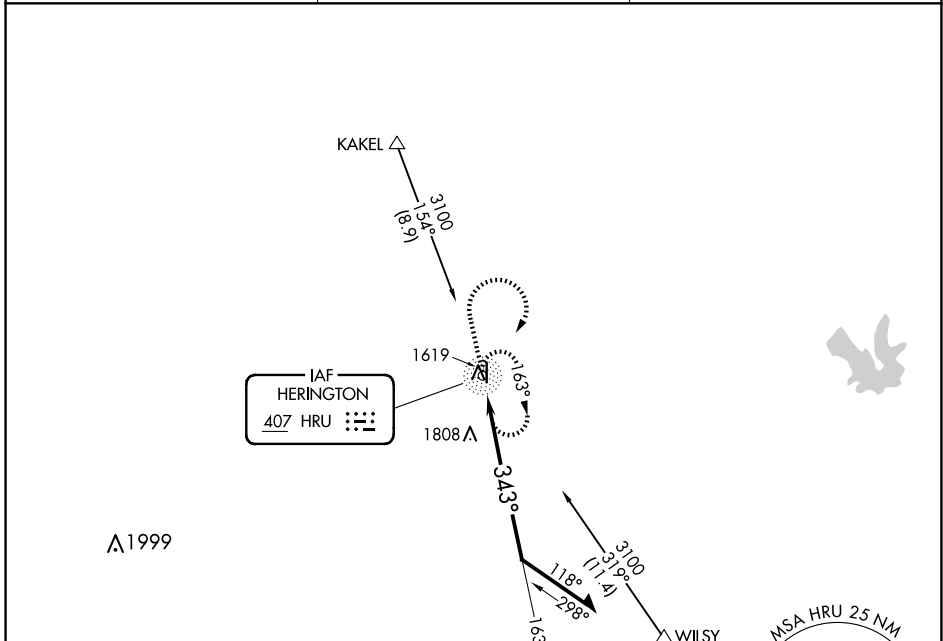 KAKEL
3100
154°
(8.9)
1619
163°
IAF
HERINGTON
407 HRU
1808
343°
1999
3100
319°
(11.4)
118°
298°
163
WILSY
MSA HRU 25 NM